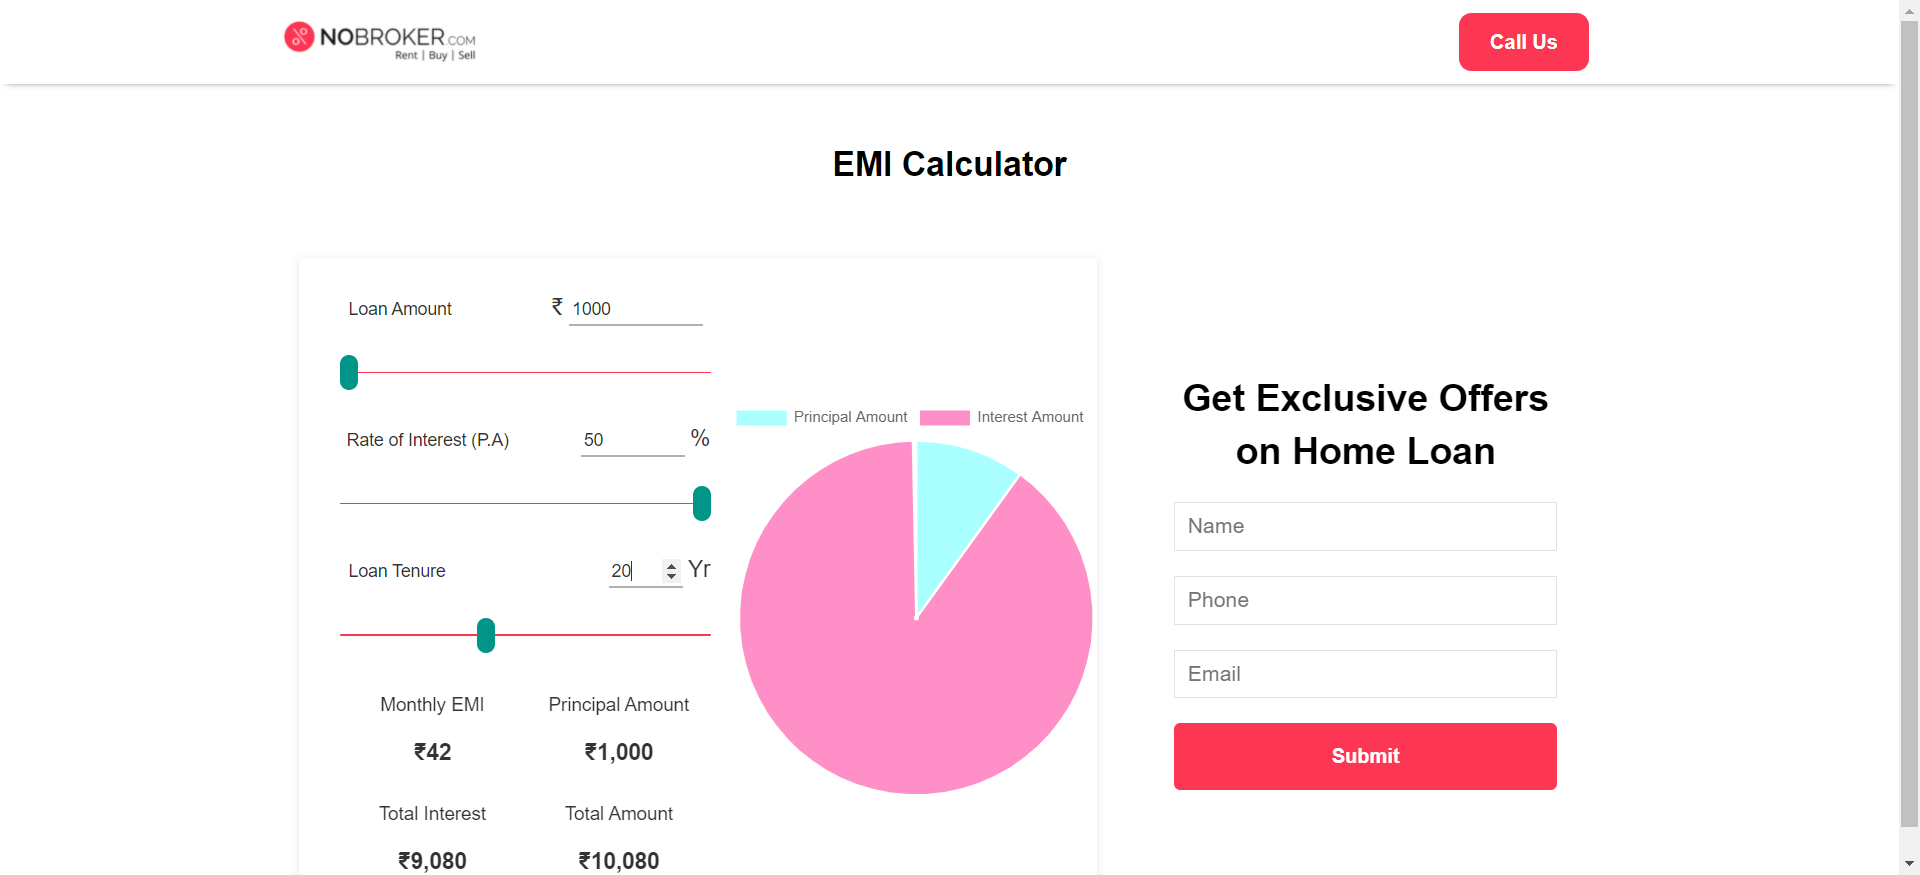 NOBROKER.COM
Rent | Buy | Sell
Call Us
EMI Calculator
Loan Amount ₹ 1000
Rate of Interest (P.A) 50 %
Loan Tenure 20 Yr
Monthly EMI Principal Amount
₹42 ₹1,000
Total Interest Total Amount
₹9,080 ₹10,080
Principal Amount Interest Amount
Get Exclusive Offers
on Home Loan
Name
Phone
Email
Submit